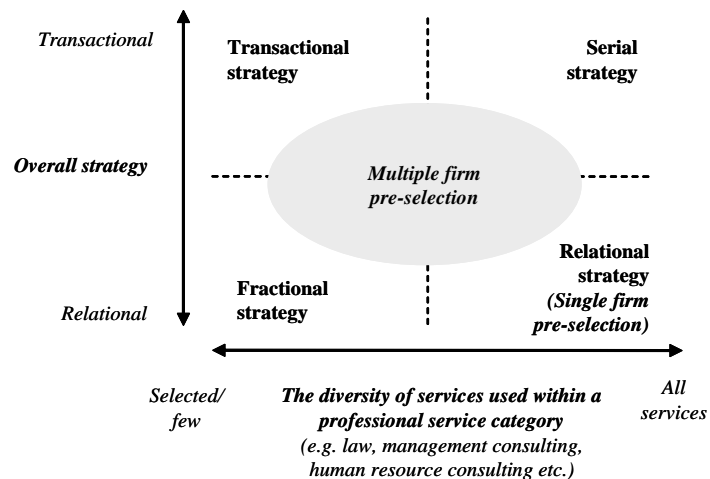 Transactional
Transactional
strategy
Serial
strategy
Overall strategy
Multiple firm
pre-selection
Relational
Fractional
strategy
Relational
strategy
(Single firm
pre-selection)
Selected/
few
The diversity of services used within a
professional service category
(e.g. law, management consulting,
human resource consulting etc.)
All
services